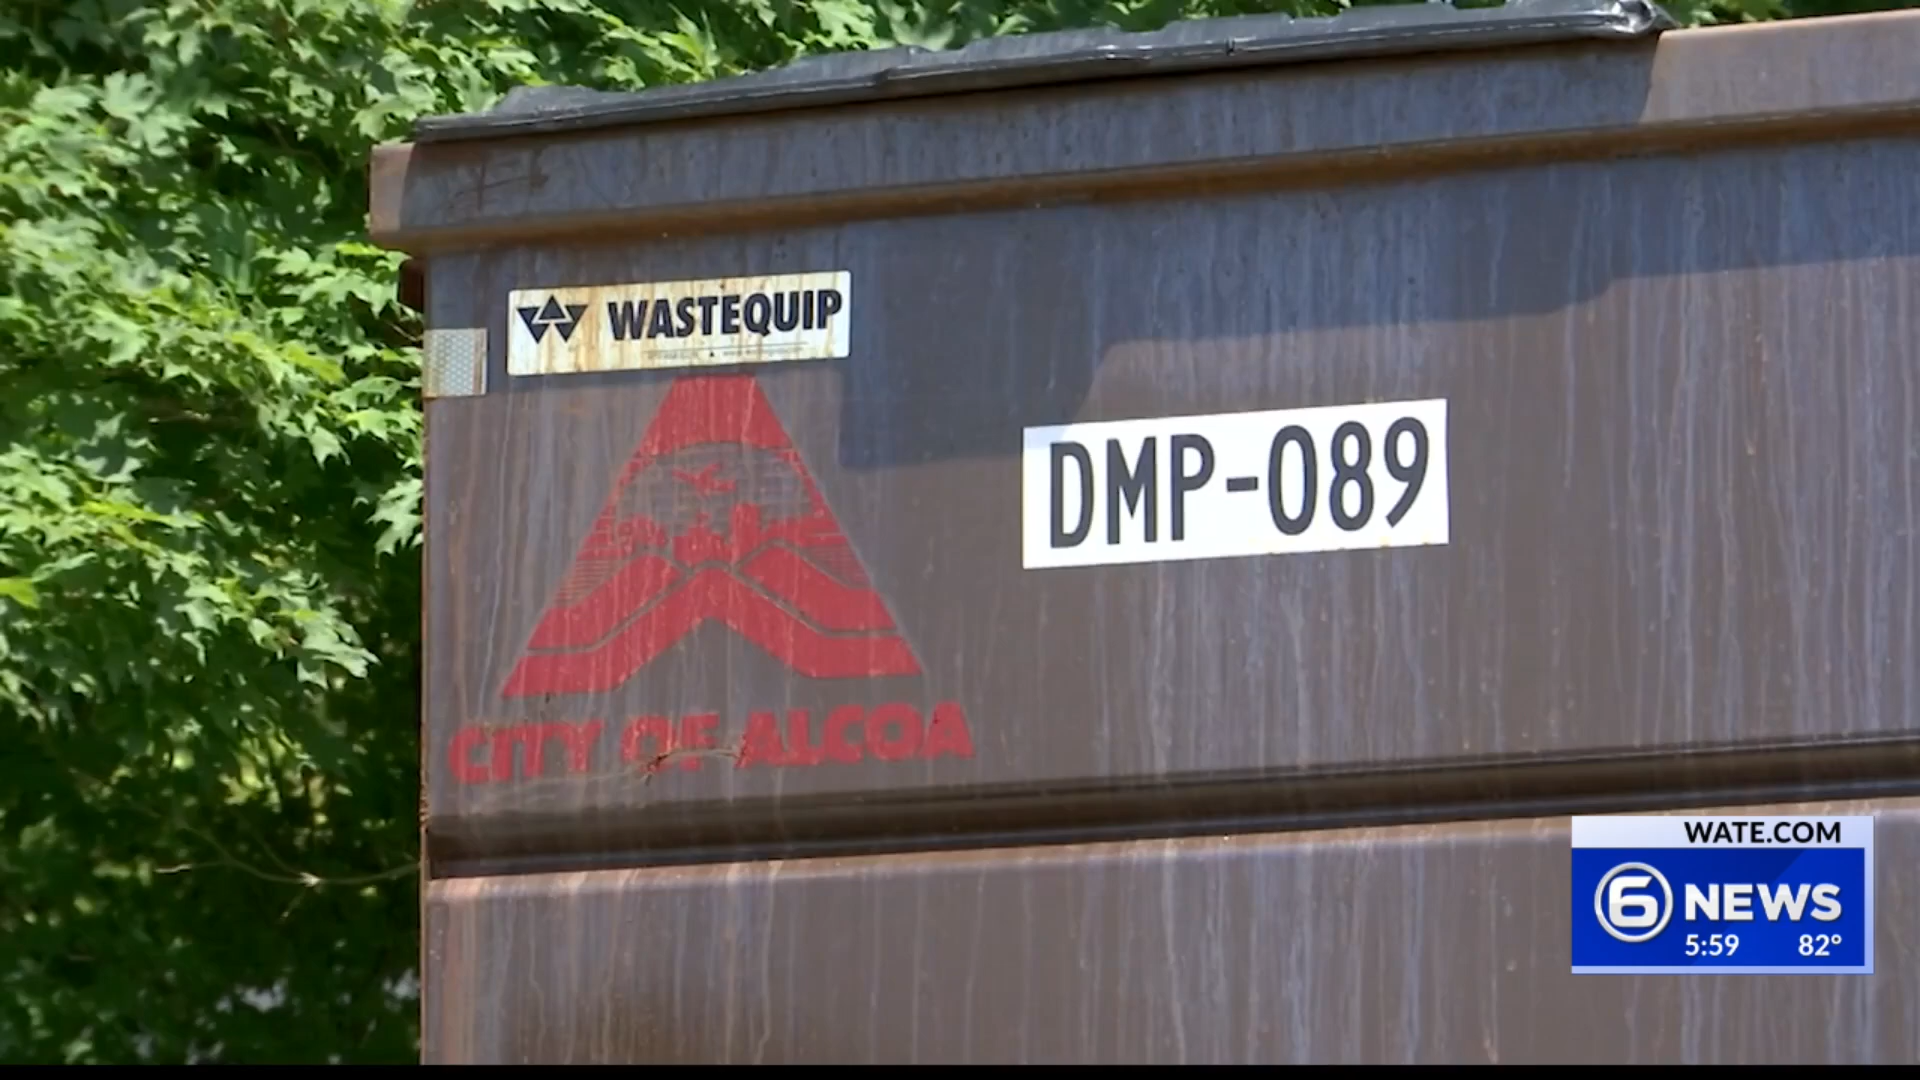 WASTEQUIP
DMP-089
CITY OF ALCOA
WATE.COM
6 NEWS
5:59 82°